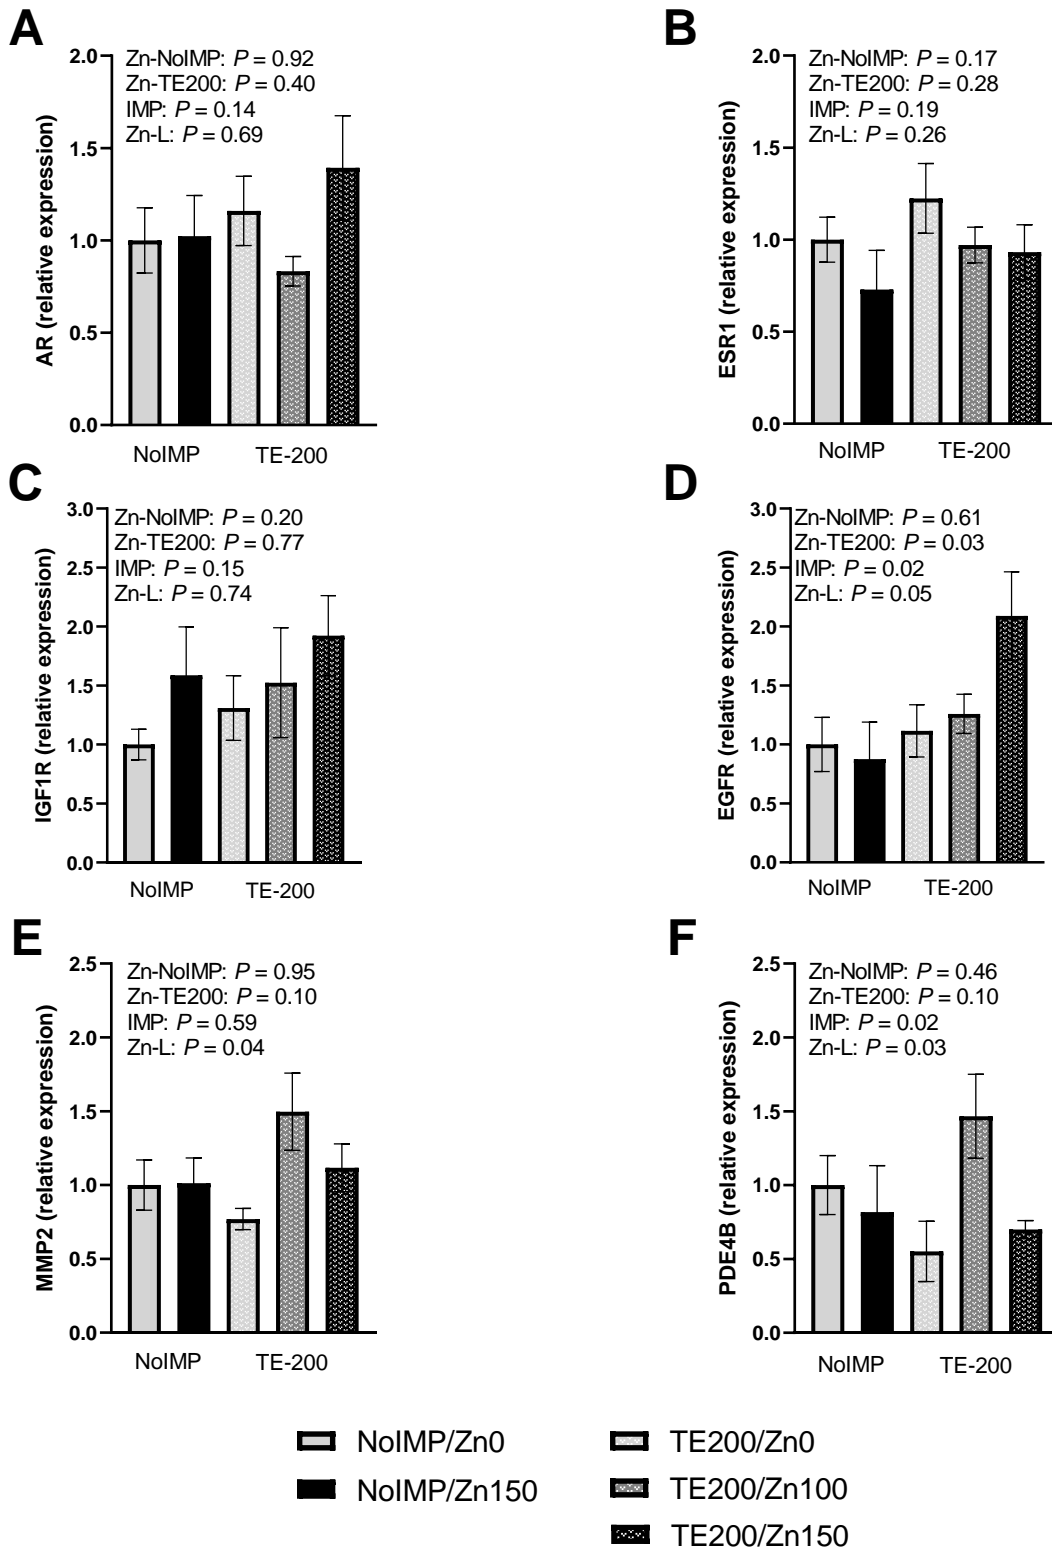 A
Zn-NoIMP: P = 0.92
Zn-TE200: P = 0.40
IMP: P = 0.14
Zn-L: P = 0.69
AR (relative expression)
2.0
1.5
1.0
0.5
0.0
NoIMP TE-200
B
Zn-NoIMP: P = 0.17
Zn-TE200: P = 0.28
IMP: P = 0.19
Zn-L: P = 0.26
ESR1 (relative expression)
2.0
1.5
1.0
0.5
0.0
NoIMP TE-200
C
Zn-NoIMP: P = 0.20
Zn-TE200: P = 0.77
IMP: P = 0.15
Zn-L: P = 0.74
IGF1R (relative expression)
3.0
2.5
2.0
1.5
1.0
0.5
0.0
NoIMP TE-200
D
Zn-NoIMP: P = 0.61
Zn-TE200: P = 0.03
IMP: P = 0.02
Zn-L: P = 0.05
EGFR (relative expression)
3.0
2.5
2.0
1.5
1.0
0.5
0.0
NoIMP TE-200
E
Zn-NoIMP: P = 0.95
Zn-TE200: P = 0.10
IMP: P = 0.59
Zn-L: P = 0.04
MMP2 (relative expression)
2.5
2.0
1.5
1.0
0.5
0.0
NoIMP TE-200
F
Zn-NoIMP: P = 0.46
Zn-TE200: P = 0.10
IMP: P = 0.02
Zn-L: P = 0.03
PDE4B (relative expression)
2.5
2.0
1.5
1.0
0.5
0.0
NoIMP TE-200
NoIMP/Zn0
NoIMP/Zn150
TE200/Zn0
TE200/Zn100
TE200/Zn150